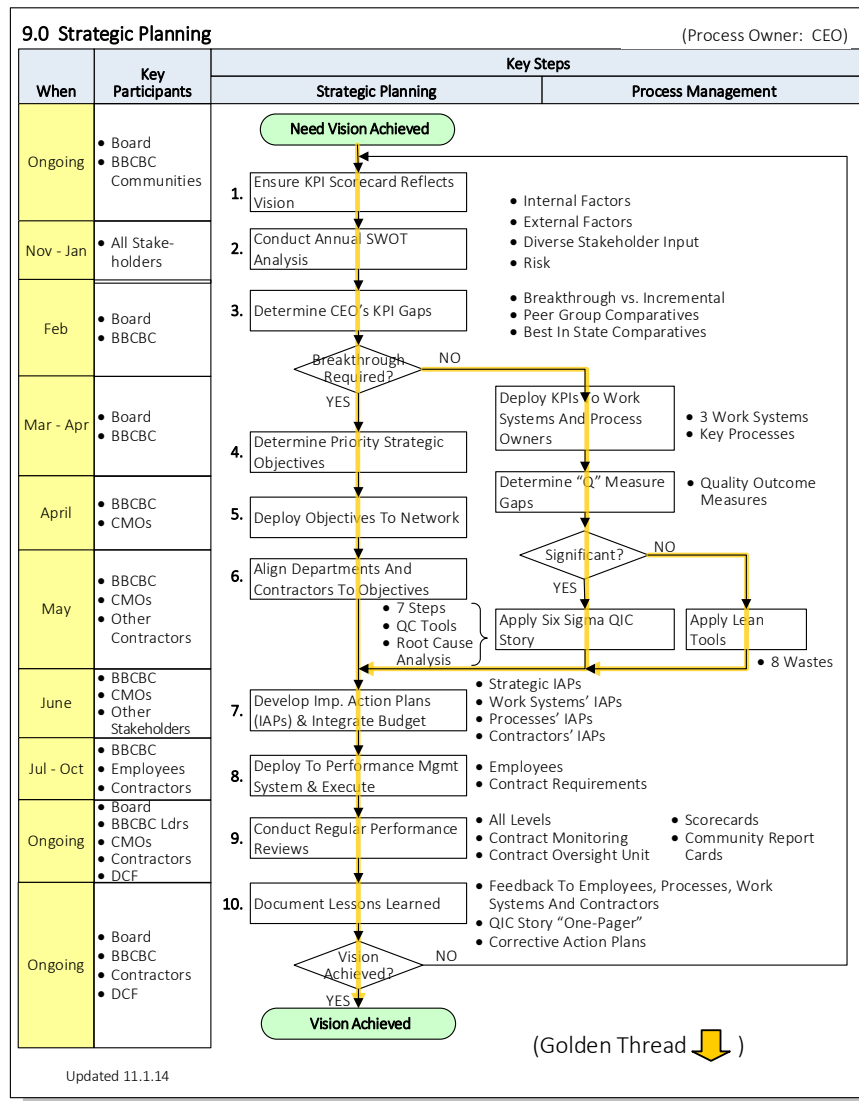 9.0 Strategic Planning
(Process Owner: CEO)
When
Key
Participants
Key Steps
Strategic Planning
Process Management
Need Vision Achieved
Ongoing
• Board
• BBCBC
Communities
1.
Ensure KPI Scorecard Reflects
Vision
• Internal Factors
• External Factors
• Diverse Stakeholder Input
• Risk
Nov - Jan
• All Stake-
holders
2.
Conduct Annual SWOT
Analysis
Feb
• Board
• BBCBC
3.
Determine CEO's KPI Gaps
• Breakthrough vs. Incremental
• Peer Group Comparatives
• Best In State Comparatives
Breakthrough
Required?
NO
YES
Mar - Apr
• Board
• BBCBC
Deploy KPIs To Work
Systems And Process
Owners
• 3 Work Systems
• Key Processes
4.
Determine Priority Strategic
Objectives
Determine “Q” Measure
Gaps
• Quality Outcome
Measures
April
• BBCBC
• CMOs
5.
Deploy Objectives To Network
Significant?
NO
YES
May
• BBCBC
• CMOs
• Other
Contractors
6.
Align Departments And
Contractors To Objectives
• 7 Steps
• QC Tools
• Root Cause
Analysis
Apply Six Sigma QIC
Story
Apply Lean
Tools
• 8 Wastes
June
• BBCBC
• CMOs
• Other
Stakeholders
7.
Develop Imp. Action Plans
(IAPs) & Integrate Budget
• Strategic IAPs
• Work Systems' IAPs
• Processes' IAPs
• Contractors' IAPs
Jul - Oct
• BBCBC
• Employees
• Contractors
8.
Deploy To Performance Mgmt
System & Execute
• Employees
• Contract Requirements
Ongoing
• Board
• BBCBC Ldrs
• CMOs
• Contractors
• DCF
9.
Conduct Regular Performance
Reviews
• All Levels
• Contract Monitoring
• Contract Oversight Unit
• Scorecards
• Community Report
Cards
Ongoing
• Board
• BBCBC
• Contractors
• DCF
10.
Document Lessons Learned
• Feedback To Employees, Processes, Work
Systems And Contractors
• QIC Story “One-Pager”
• Corrective Action Plans
Vision
Achieved?
NO
YES
Vision Achieved
(Golden Thread )
Updated 11.1.14